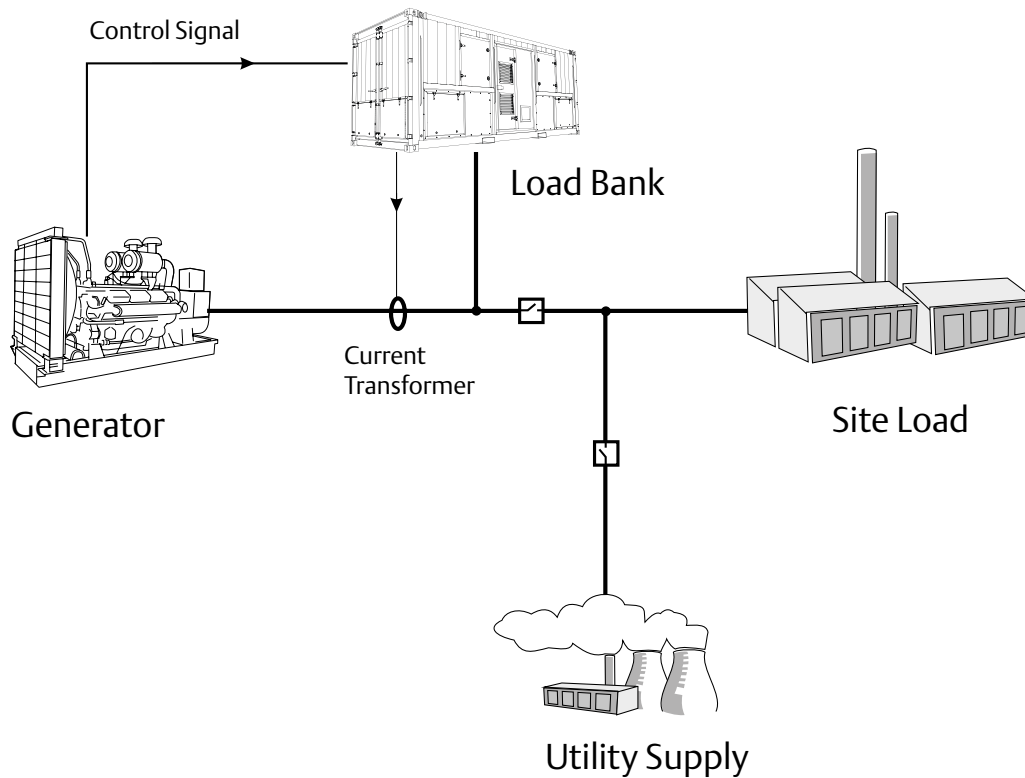 Control Signal
Load Bank
Current
Transformer
Generator
Site Load
Utility Supply